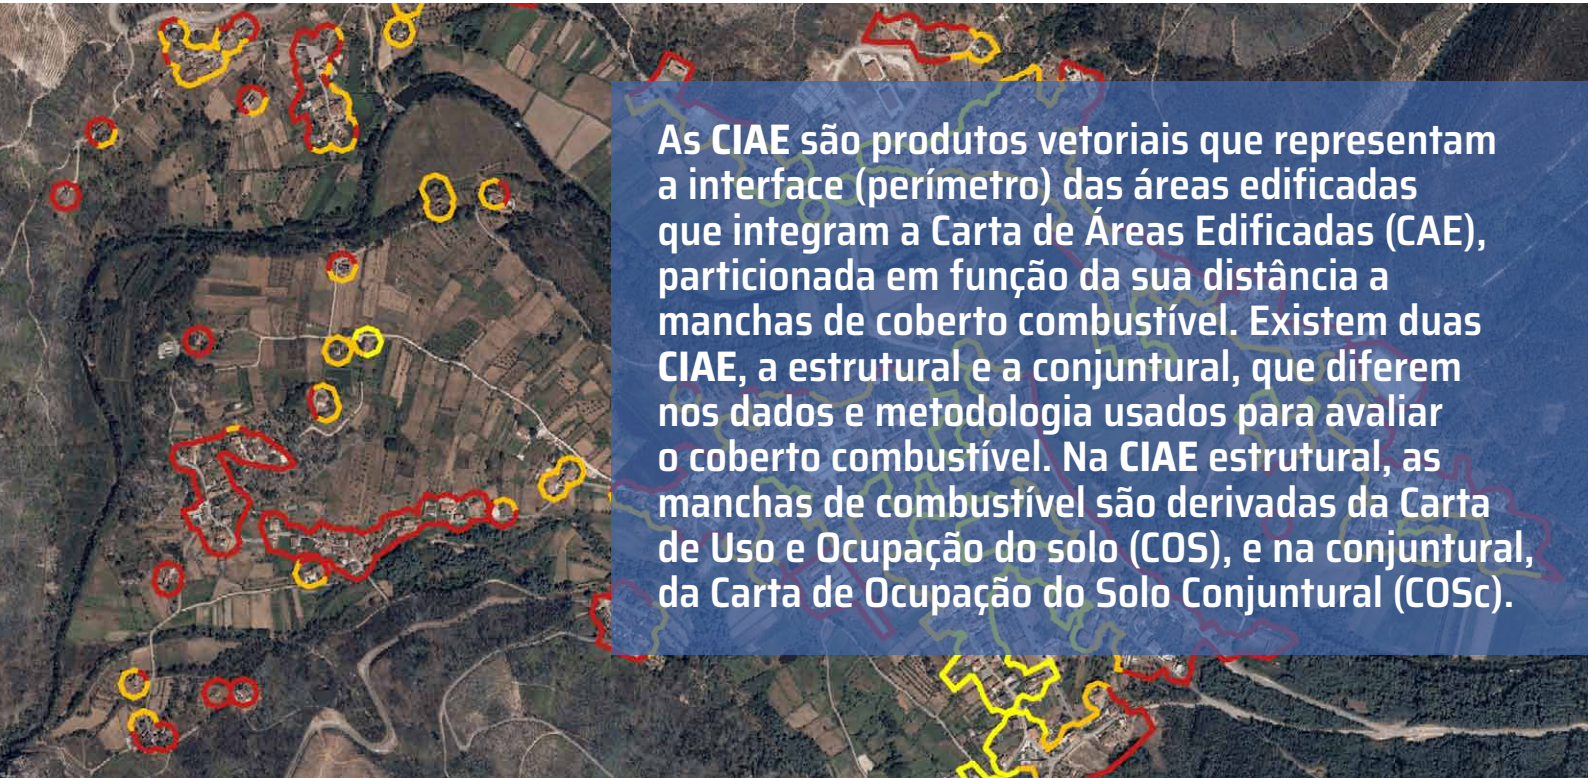 As CIAE são produtos vetoriais que representam
a interface (perímetro) das áreas edificadas
que integram a Carta de Áreas Edificadas (CAE),
particionada em função da sua distância a
manchas de coberto combustível. Existem duas
CIAE, a estrutural e a conjuntural, que diferem
nos dados e metodologia usados para avaliar
o coberto combustível. Na CIAE estrutural, as
manchas de combustível são derivadas da Carta
de Uso e Ocupação do solo (COS), e na conjuntural,
da Carta de Ocupação do Solo Conjuntural (COSc).